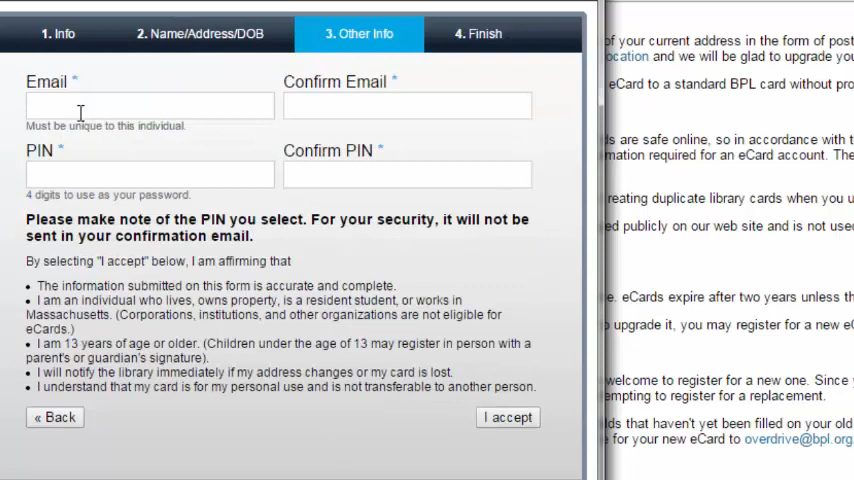 1. Info 2. Name/Address/DOB 3. Other Info 4. Finish
Email * Confirm Email *
Must be unique to this individual.
PIN * Confirm PIN *
4 digits to use as your password.
Please make note of the PIN you select. For your security, it will not be
sent in your confirmation email.
By selecting "I accept" below, I am affirming that
• The information submitted on this form is accurate and complete.
• I am an individual who lives, owns property, is a resident student, or works in
Massachusetts. (Corporations, institutions, and other organizations are not eligible for
eCards.)
• I am 13 years of age or older. (Children under the age of 13 may register in person with a
parent's or guardian's signature).
• I will notify the library immediately if my address changes or my card is lost.
• I understand that my card is for my personal use and is not transferable to another person.
« Back I accept
of your current address in the form of post
ocation and we will be glad to upgrade you
eCard to a standard BPL card without pro
are safe online, so in accordance with t
mation required for an eCard account. The
reating duplicate library cards when you u
ed publicly on our web site and is not used
e. eCards expire after two years unless th
upgrade it, you may register for a new eC
welcome to register for a new one. Since
empting to register for a replacement.
lds that haven't yet been filled on your old
e for your new eCard to overdrive@bpl.org.